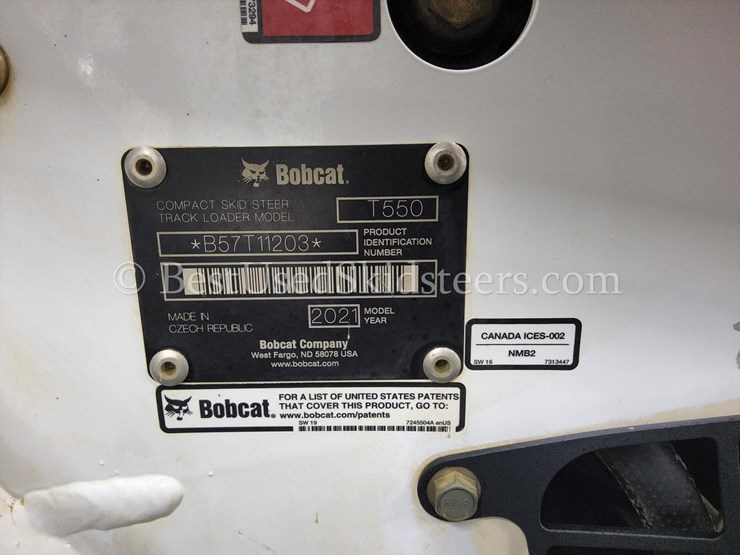 73294
Bobcat.
COMPACT SKID STEER
TRACK LOADER MODEL
T550
*B57T11203*
PRODUCT
IDENTIFICATION
NUMBER
© BestUsedSkidsteers.com
MADE IN
CZECH REPUBLIC
2021
MODEL
YEAR
Bobcat Company
West Fargo, ND 58078 USA
www.bobcat.com
CANADA ICES-002
NMB2
SW 16 7313447
Bobcat.
FOR A LIST OF UNITED STATES PATENTS
THAT COVER THIS PRODUCT, GO TO:
www.bobcat.com/patents
SW 19 7245504A enUS